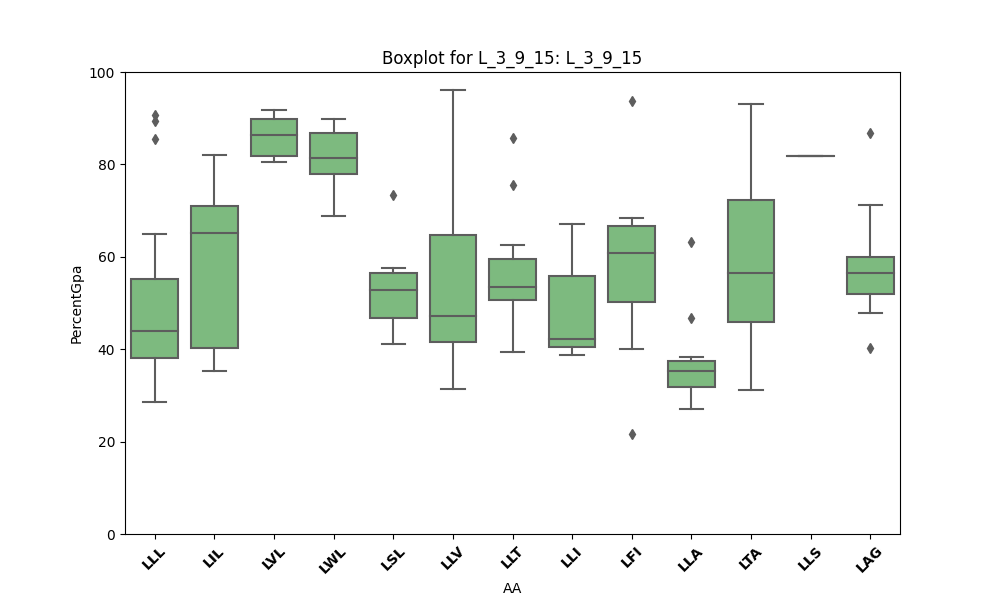 Boxplot for L_3_9_15: L_3_9_15
100
80
60
40
20
0
PercentGpa
LLL LIL LVL LWL LSL LLV LLT LLI LFI LLA LTA LLS LAG
AA